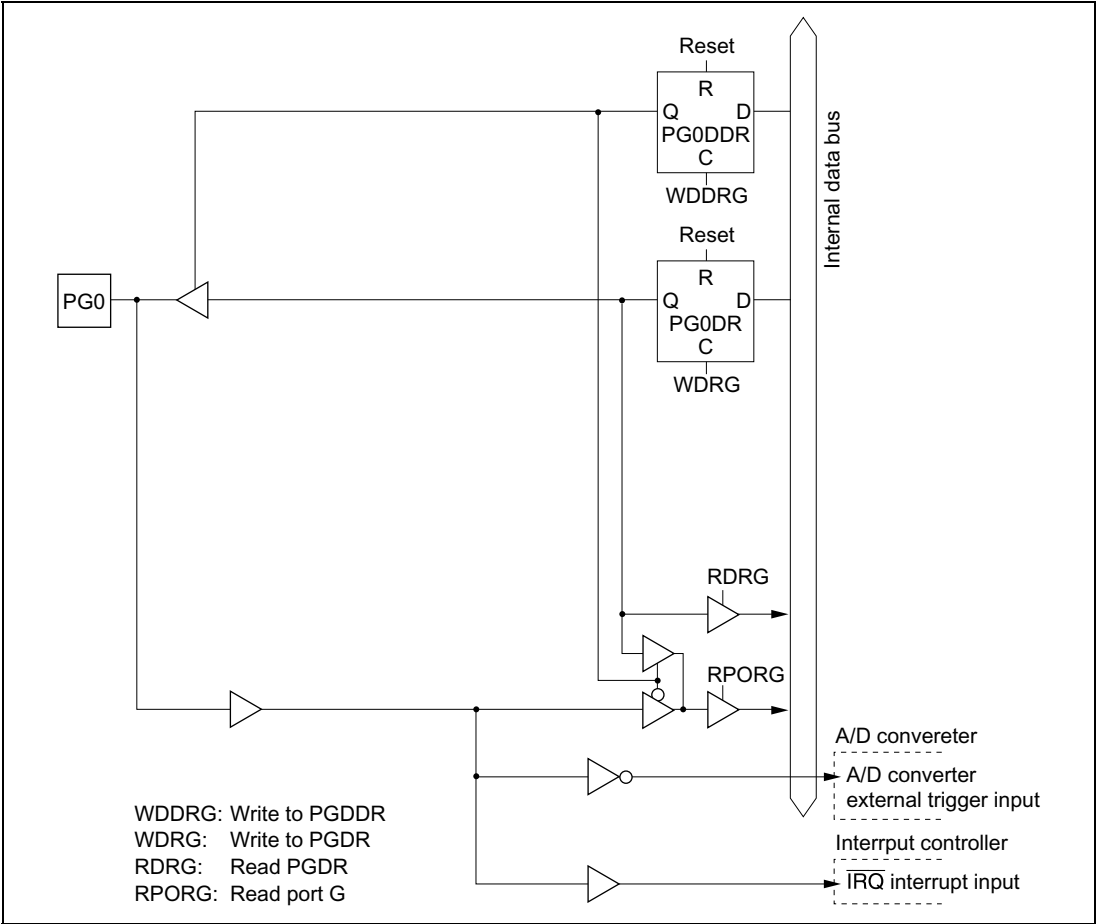 Reset
R
Q D
PG0DDR
C
WDDRG
Internal data bus
Reset
R
PG0
Q D
PG0DR
C
WDRG
RDRG
RPORG
A/D convereter
A/D converter
external trigger input
WDDRG: Write to PGDDR
WDRG: Write to PGDR
RDRG: Read PGDR
RPORG: Read port G
Interrput controller
I̅R̅Q̅ interrupt input